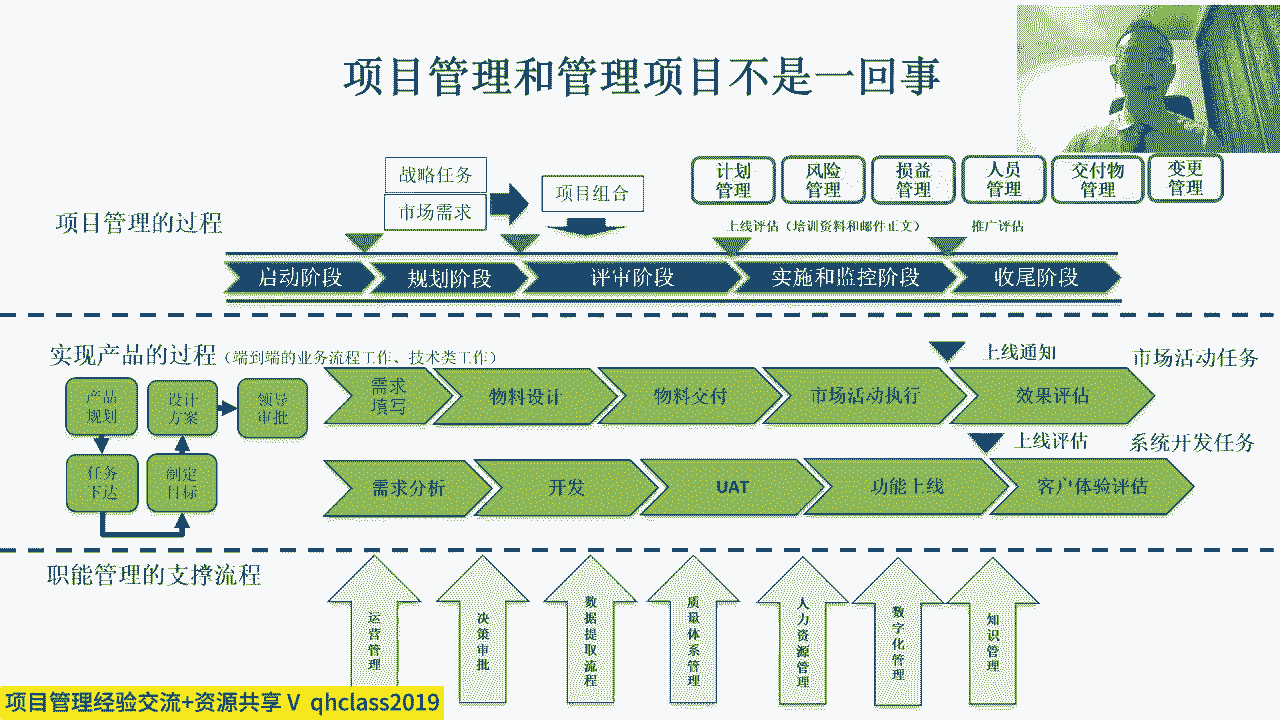 项目管理和管理项目不是一回事
战略任务
市场需求
项目组合
计划
管理
风险
管理
损益
管理
人员
管理
交付物
管理
变更
管理
项目管理的过程
上线评估（培训资料和邮件正文）
推广评估
启动阶段
规划阶段
评审阶段
实施和监控阶段
收尾阶段
实现产品的过程（端到端的业务流程工作、技术类工作）
上线通知
市场活动任务
产品
规划
设计
方案
领导
审批
任务
下达
制定
目标
需求
填写
物料设计
物料交付
市场活动执行
效果评估
上线评估
系统开发任务
需求分析
开发
UAT
功能上线
客户体验评估
职能管理的支撑流程
运营管理
决策审批
数据提取流程
质量体系管理
人力资源管理
数字化管理
知识管理
项目管理经验交流+资源共享 V qhclass2019